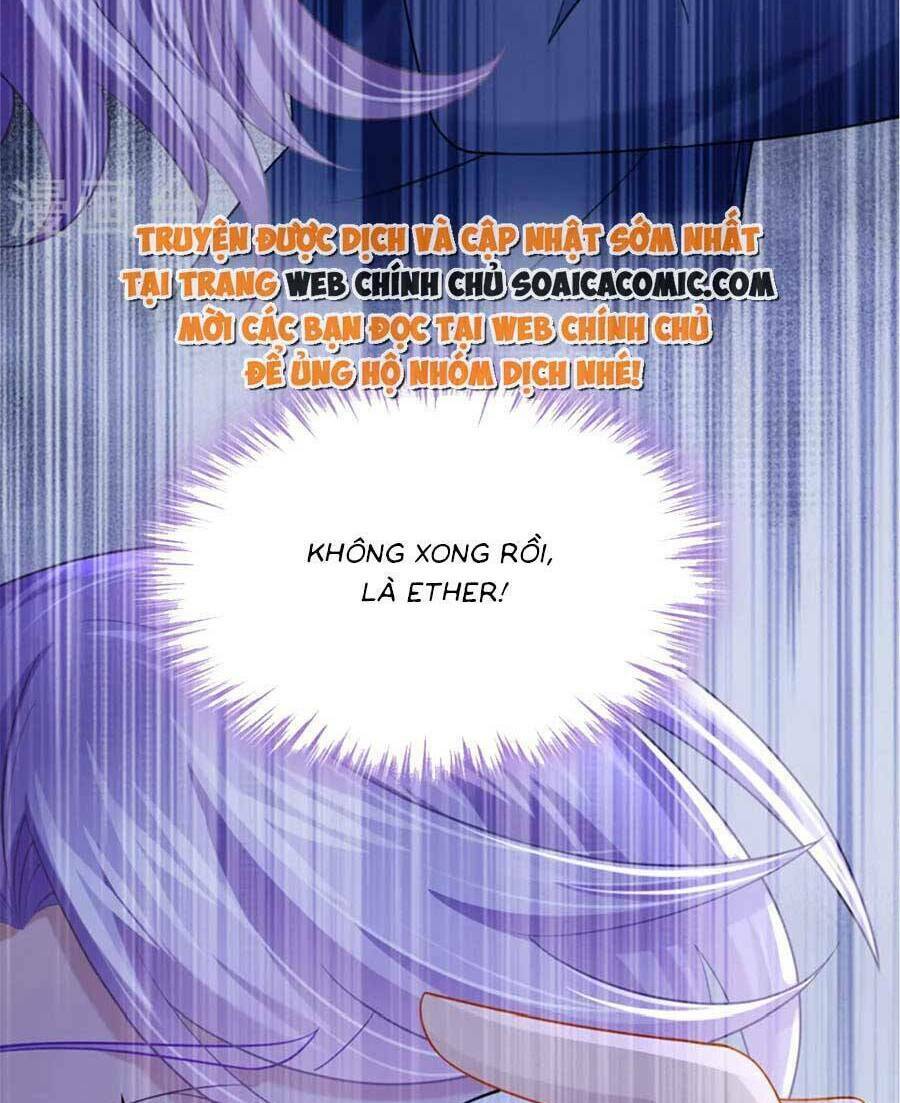 TRUYỆN ĐƯỢC DỊCH VÀ CẬP NHẬT SỚM NHẤT
TẠI TRANG WEB CHÍNH CHỦ SOAICACOMIC.COM
MỜI CÁC BẠN ĐỌC TẠI WEB CHÍNH CHỦ
ĐỂ ỦNG HỘ NHÓM DỊCH NHÉ!
KHÔNG XONG RỒI,
LÀ ETHER!